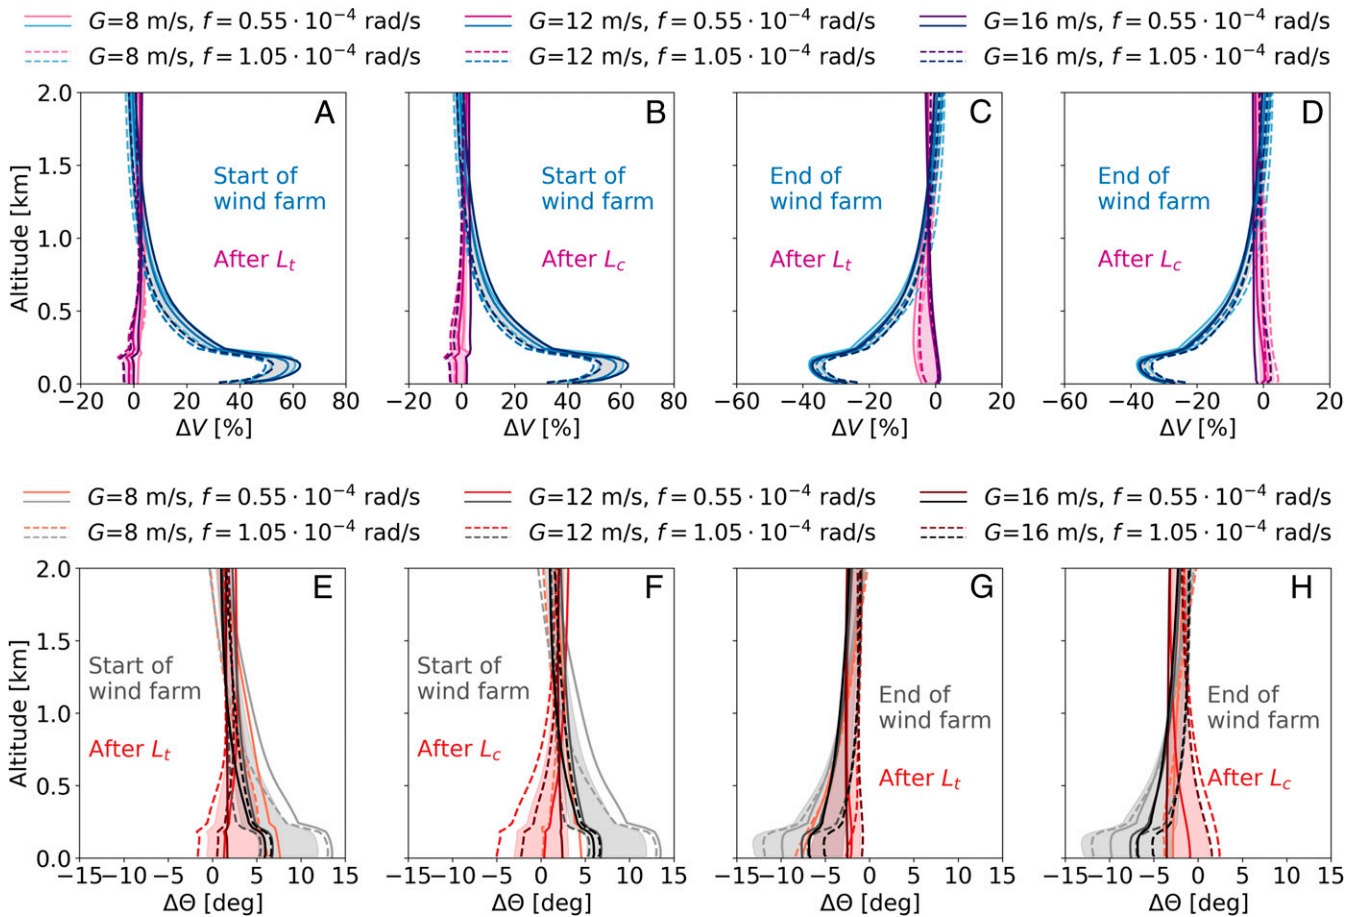 G=8 m/s, f = 0.55 · 10⁻⁴ rad/s G=12 m/s, f = 0.55 · 10⁻⁴ rad/s G=16 m/s, f = 0.55 · 10⁻⁴ rad/s
G=8 m/s, f = 1.05 · 10⁻⁴ rad/s G=12 m/s, f = 1.05 · 10⁻⁴ rad/s G=16 m/s, f = 1.05 · 10⁻⁴ rad/s
Altitude [km]
2.0
1.5
1.0
0.5
0.0
A
Start of
wind farm
After Lt
−20 0 20 40 60 80
ΔV [%]
B
Start of
wind farm
After Lc
−20 0 20 40 60 80
ΔV [%]
C
End of
wind farm
After Lt
−60 −40 −20 0 20
ΔV [%]
D
End of
wind farm
After Lc
−60 −40 −20 0 20
ΔV [%]
G=8 m/s, f = 0.55 · 10⁻⁴ rad/s G=12 m/s, f = 0.55 · 10⁻⁴ rad/s G=16 m/s, f = 0.55 · 10⁻⁴ rad/s
G=8 m/s, f = 1.05 · 10⁻⁴ rad/s G=12 m/s, f = 1.05 · 10⁻⁴ rad/s G=16 m/s, f = 1.05 · 10⁻⁴ rad/s
Altitude [km]
2.0
1.5
1.0
0.5
0.0
E
Start of
wind farm
After Lt
−15 −10 −5 0 5 10 15
ΔΘ [deg]
F
Start of
wind farm
After Lc
−15 −10 −5 0 5 10 15
ΔΘ [deg]
G
End of
wind farm
After Lt
−15 −10 −5 0 5 10 15
ΔΘ [deg]
H
End of
wind farm
After Lc
−15 −10 −5 0 5 10 15
ΔΘ [deg]